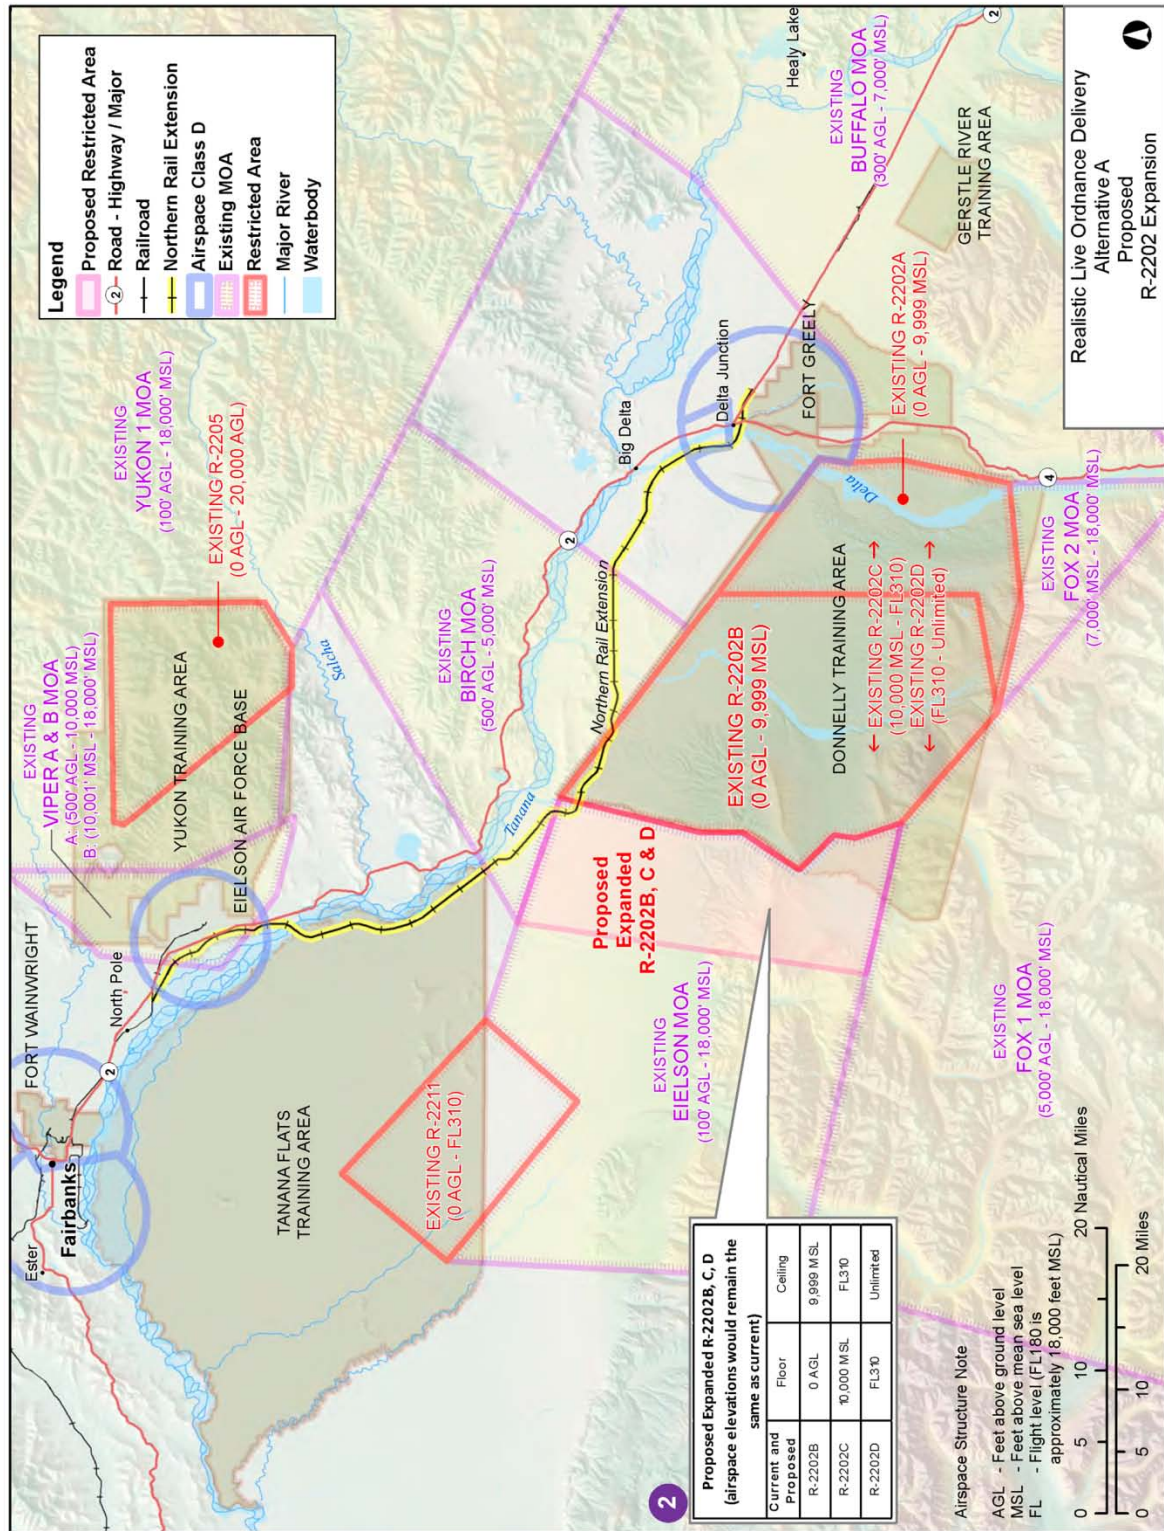 Legend
Proposed Restricted Area
2
Road - Highway / Major
Railroad
Northern Rail Extension
Airspace Class D
Existing MOA
Restricted Area
Major River
Waterbody
EXISTING
VIPER A & B MOA
A: (500' AGL - 10,000 MSL)
B: (10,001' MSL - 18,000' MSL)
EXISTING
YUKON 1 MOA
(100' AGL - 18,000' MSL)
EXISTING R-2205
(0 AGL - 20,000 AGL)
YUKON TRAINING AREA
EIELSON AIR FORCE BASE
Salcha
FORT WAINWRIGHT
North Pole
2
Fairbanks
Ester
TANANA FLATS
TRAINING AREA
EXISTING R-2211
(0 AGL - FL310)
EXISTING
BIRCH MOA
(500' AGL - 5,000' MSL)
2
Tanana
Northern Rail Extension
Big Delta
Delta Junction
Healy Lake
2
EXISTING
BUFFALO MOA
(300' AGL - 7,000' MSL)
GERSTLE RIVER
TRAINING AREA
FORT GREELY
EXISTING R-2202A
(0 AGL - 9,999 MSL)
Delta
4
Proposed
Expanded
R-2202B, C & D
EXISTING R-2202B
(0 AGL - 9,999 MSL)
DONNELLY TRAINING AREA
← EXISTING R-2202C →
(10,000 MSL - FL310)
← EXISTING R-2202D →
(FL310 - Unlimited)
EXISTING
EIELSON MOA
(100' AGL - 18,000' MSL)
EXISTING
FOX 1 MOA
(5,000' AGL - 18,000' MSL)
EXISTING
FOX 2 MOA
(7,000' MSL - 18,000' MSL)
2
Proposed Expanded R-2202B, C, D
(airspace elevations would remain the
same as current)
Current and Proposed Floor Ceiling
R-2202B 0 AGL 9,999 MSL
R-2202C 10,000 MSL FL310
R-2202D FL310 Unlimited
Airspace Structure Note
AGL - Feet above ground level
MSL - Feet above mean sea level
FL - Flight level (FL180 is
approximately 18,000 feet MSL)
0 5 10 20 Nautical Miles
0 5 10 20 Miles
Realistic Live Ordnance Delivery
Alternative A
Proposed
R-2202 Expansion